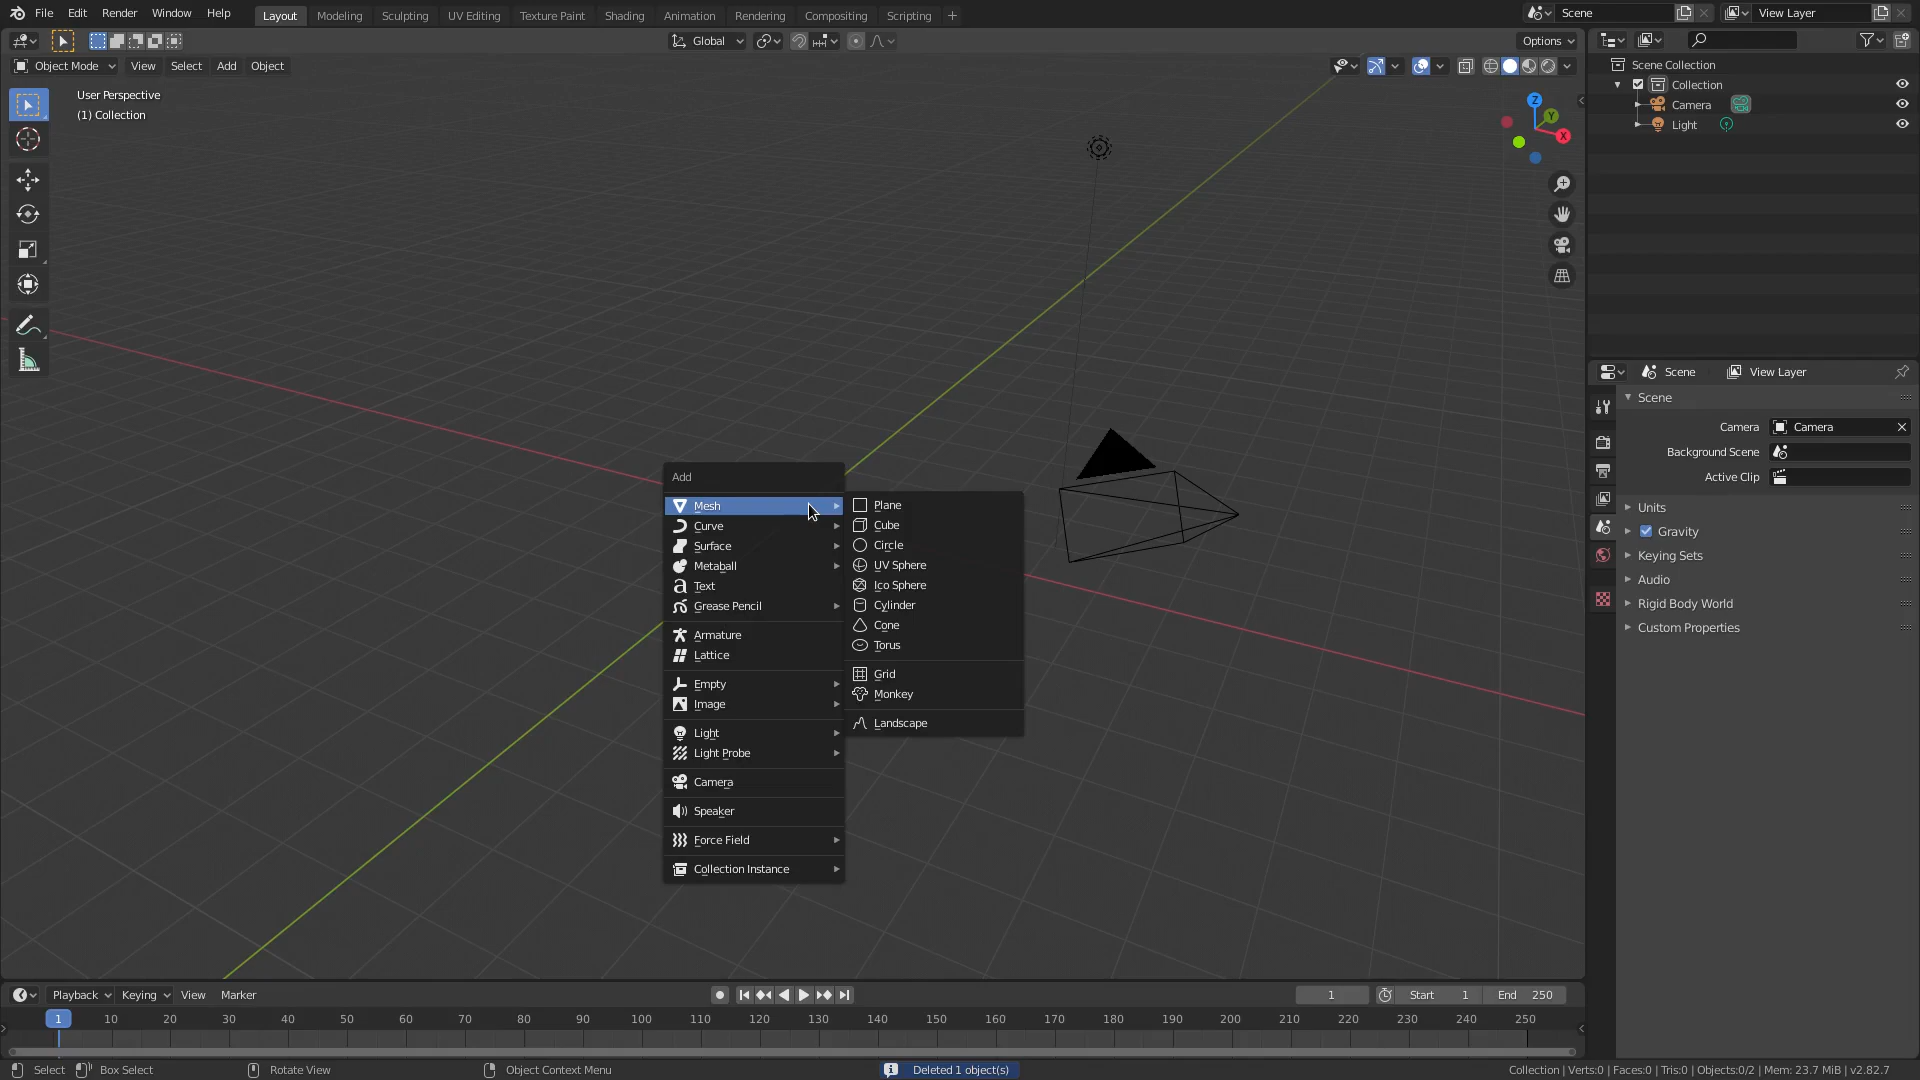 File Edit Render Window Help Layout Modeling Sculpting UV Editing Texture Paint Shading Animation Rendering Compositing Scripting + Scene View Layer
Global Options
Object Mode View Select Add Object
User Perspective
(1) Collection
Z
Y
X
Scene Collection
Collection
Camera
Light
Scene View Layer
Scene
Camera Camera
Background Scene
Active Clip
Units
Gravity
Keying Sets
Audio
Rigid Body World
Custom Properties
Add
Mesh
Curve
Surface
Metaball
Text
Grease Pencil
Armature
Lattice
Empty
Image
Light
Light Probe
Camera
Speaker
Force Field
Collection Instance
Plane
Cube
Circle
UV Sphere
Ico Sphere
Cylinder
Cone
Torus
Grid
Monkey
Landscape
Playback Keying View Marker 1 Start 1 End 250
1 10 20 30 40 50 60 70 80 90 100 110 120 130 140 150 160 170 180 190 200 210 220 230 240 250
Select Box Select Rotate View Object Context Menu Deleted 1 object(s) Collection | Verts:0 | Faces:0 | Tris:0 | Objects:0/2 | Mem: 23.7 MiB | v2.82.7